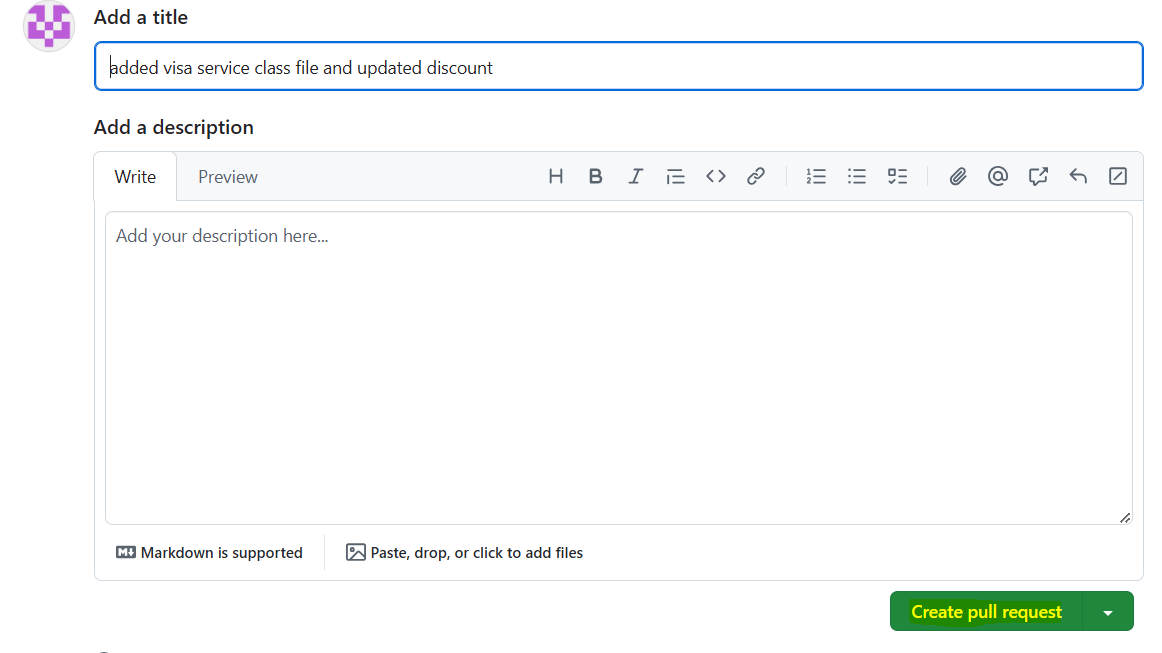 Add a title
added visa service class file and updated discount
Add a description
Write Preview
Add your description here...
Markdown is supported Paste, drop, or click to add files
Create pull request